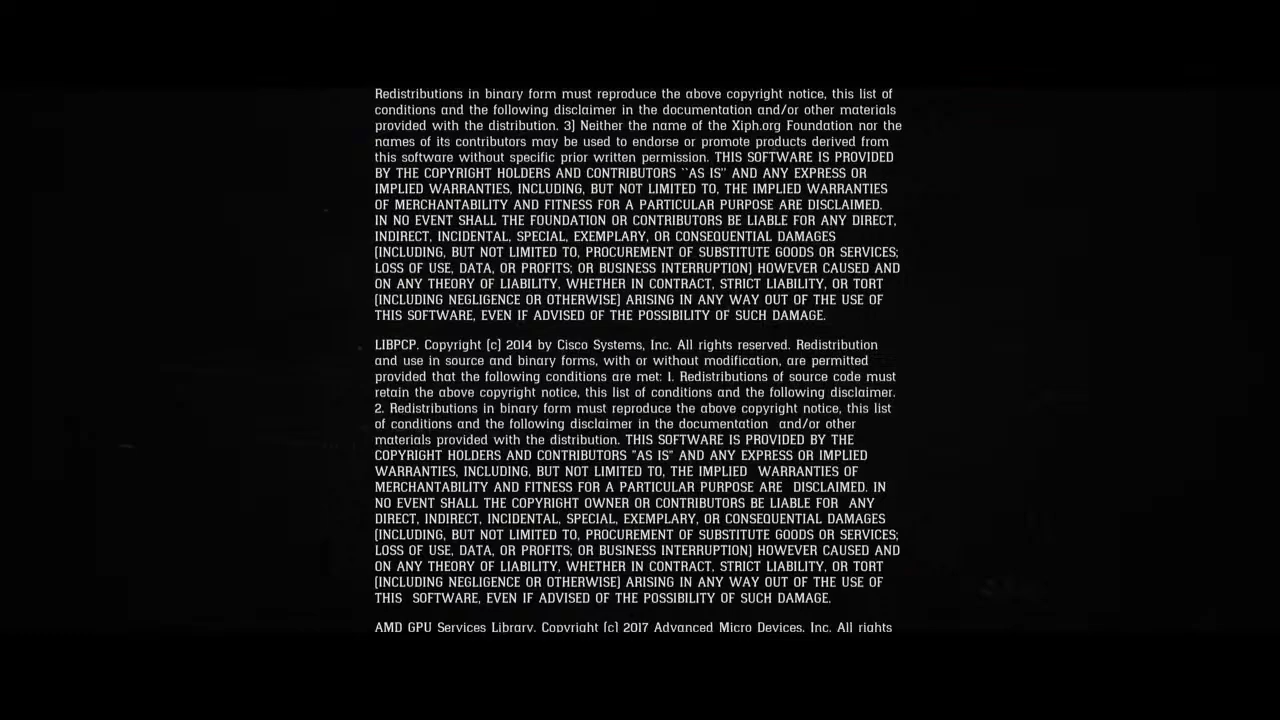 Redistributions in binary form must reproduce the above copyright notice, this list of
conditions and the following disclaimer in the documentation and/or other materials
provided with the distribution. 3) Neither the name of the Xiph.org Foundation nor the
names of its contributors may be used to endorse or promote products derived from
this software without specific prior written permission. THIS SOFTWARE IS PROVIDED
BY THE COPYRIGHT HOLDERS AND CONTRIBUTORS ``AS IS'' AND ANY EXPRESS OR
IMPLIED WARRANTIES, INCLUDING, BUT NOT LIMITED TO, THE IMPLIED WARRANTIES
OF MERCHANTABILITY AND FITNESS FOR A PARTICULAR PURPOSE ARE DISCLAIMED.
IN NO EVENT SHALL THE FOUNDATION OR CONTRIBUTORS BE LIABLE FOR ANY DIRECT,
INDIRECT, INCIDENTAL, SPECIAL, EXEMPLARY, OR CONSEQUENTIAL DAMAGES
(INCLUDING, BUT NOT LIMITED TO, PROCUREMENT OF SUBSTITUTE GOODS OR SERVICES;
LOSS OF USE, DATA, OR PROFITS; OR BUSINESS INTERRUPTION) HOWEVER CAUSED AND
ON ANY THEORY OF LIABILITY, WHETHER IN CONTRACT, STRICT LIABILITY, OR TORT
(INCLUDING NEGLIGENCE OR OTHERWISE) ARISING IN ANY WAY OUT OF THE USE OF
THIS SOFTWARE, EVEN IF ADVISED OF THE POSSIBILITY OF SUCH DAMAGE.
LIBPCP. Copyright (c) 2014 by Cisco Systems, Inc. All rights reserved. Redistribution
and use in source and binary forms, with or without modification, are permitted
provided that the following conditions are met: 1. Redistributions of source code must
retain the above copyright notice, this list of conditions and the following disclaimer.
2. Redistributions in binary form must reproduce the above copyright notice, this list
of conditions and the following disclaimer in the documentation  and/or other
materials provided with the distribution. THIS SOFTWARE IS PROVIDED BY THE
COPYRIGHT HOLDERS AND CONTRIBUTORS "AS IS" AND ANY EXPRESS OR IMPLIED
WARRANTIES, INCLUDING, BUT NOT LIMITED TO, THE IMPLIED  WARRANTIES OF
MERCHANTABILITY AND FITNESS FOR A PARTICULAR PURPOSE ARE  DISCLAIMED. IN
NO EVENT SHALL THE COPYRIGHT OWNER OR CONTRIBUTORS BE LIABLE FOR  ANY
DIRECT, INDIRECT, INCIDENTAL, SPECIAL, EXEMPLARY, OR CONSEQUENTIAL DAMAGES
(INCLUDING, BUT NOT LIMITED TO, PROCUREMENT OF SUBSTITUTE GOODS OR SERVICES;
LOSS OF USE, DATA, OR PROFITS; OR BUSINESS INTERRUPTION) HOWEVER CAUSED AND
ON ANY THEORY OF LIABILITY, WHETHER IN CONTRACT, STRICT LIABILITY, OR TORT
(INCLUDING NEGLIGENCE OR OTHERWISE) ARISING IN ANY WAY OUT OF THE USE OF
THIS  SOFTWARE, EVEN IF ADVISED OF THE POSSIBILITY OF SUCH DAMAGE.
AMD GPU Services Library. Copyright (c) 2017 Advanced Micro Devices, Inc. All rights